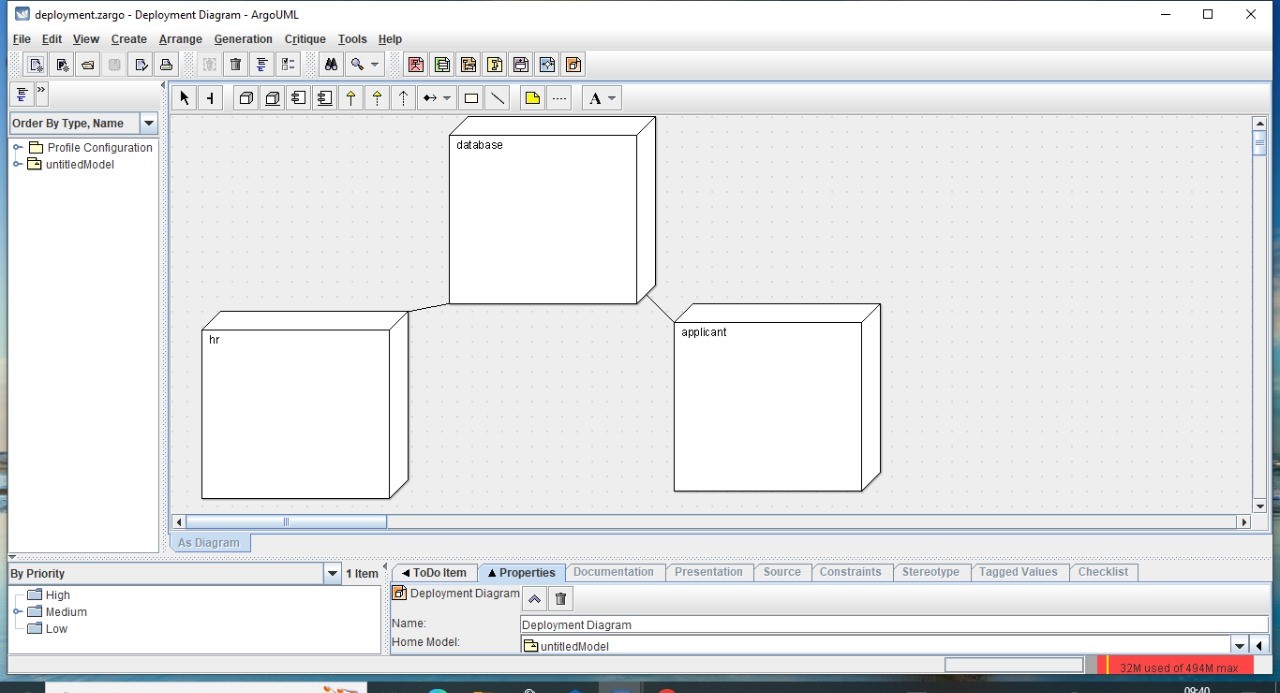 deployment.zargo - Deployment Diagram - ArgoUML
File Edit View Create Arrange Generation Critique Tools Help
»
A
Order By Type, Name
Profile Configuration
untitledModel
database
hr
applicant
As Diagram
By Priority
1 Item
High
Medium
Low
ToDo Item
Properties
Documentation
Presentation
Source
Constraints
Stereotype
Tagged Values
Checklist
Deployment Diagram
Name:
Deployment Diagram
Home Model:
untitledModel
32M used of 494M max
09:40